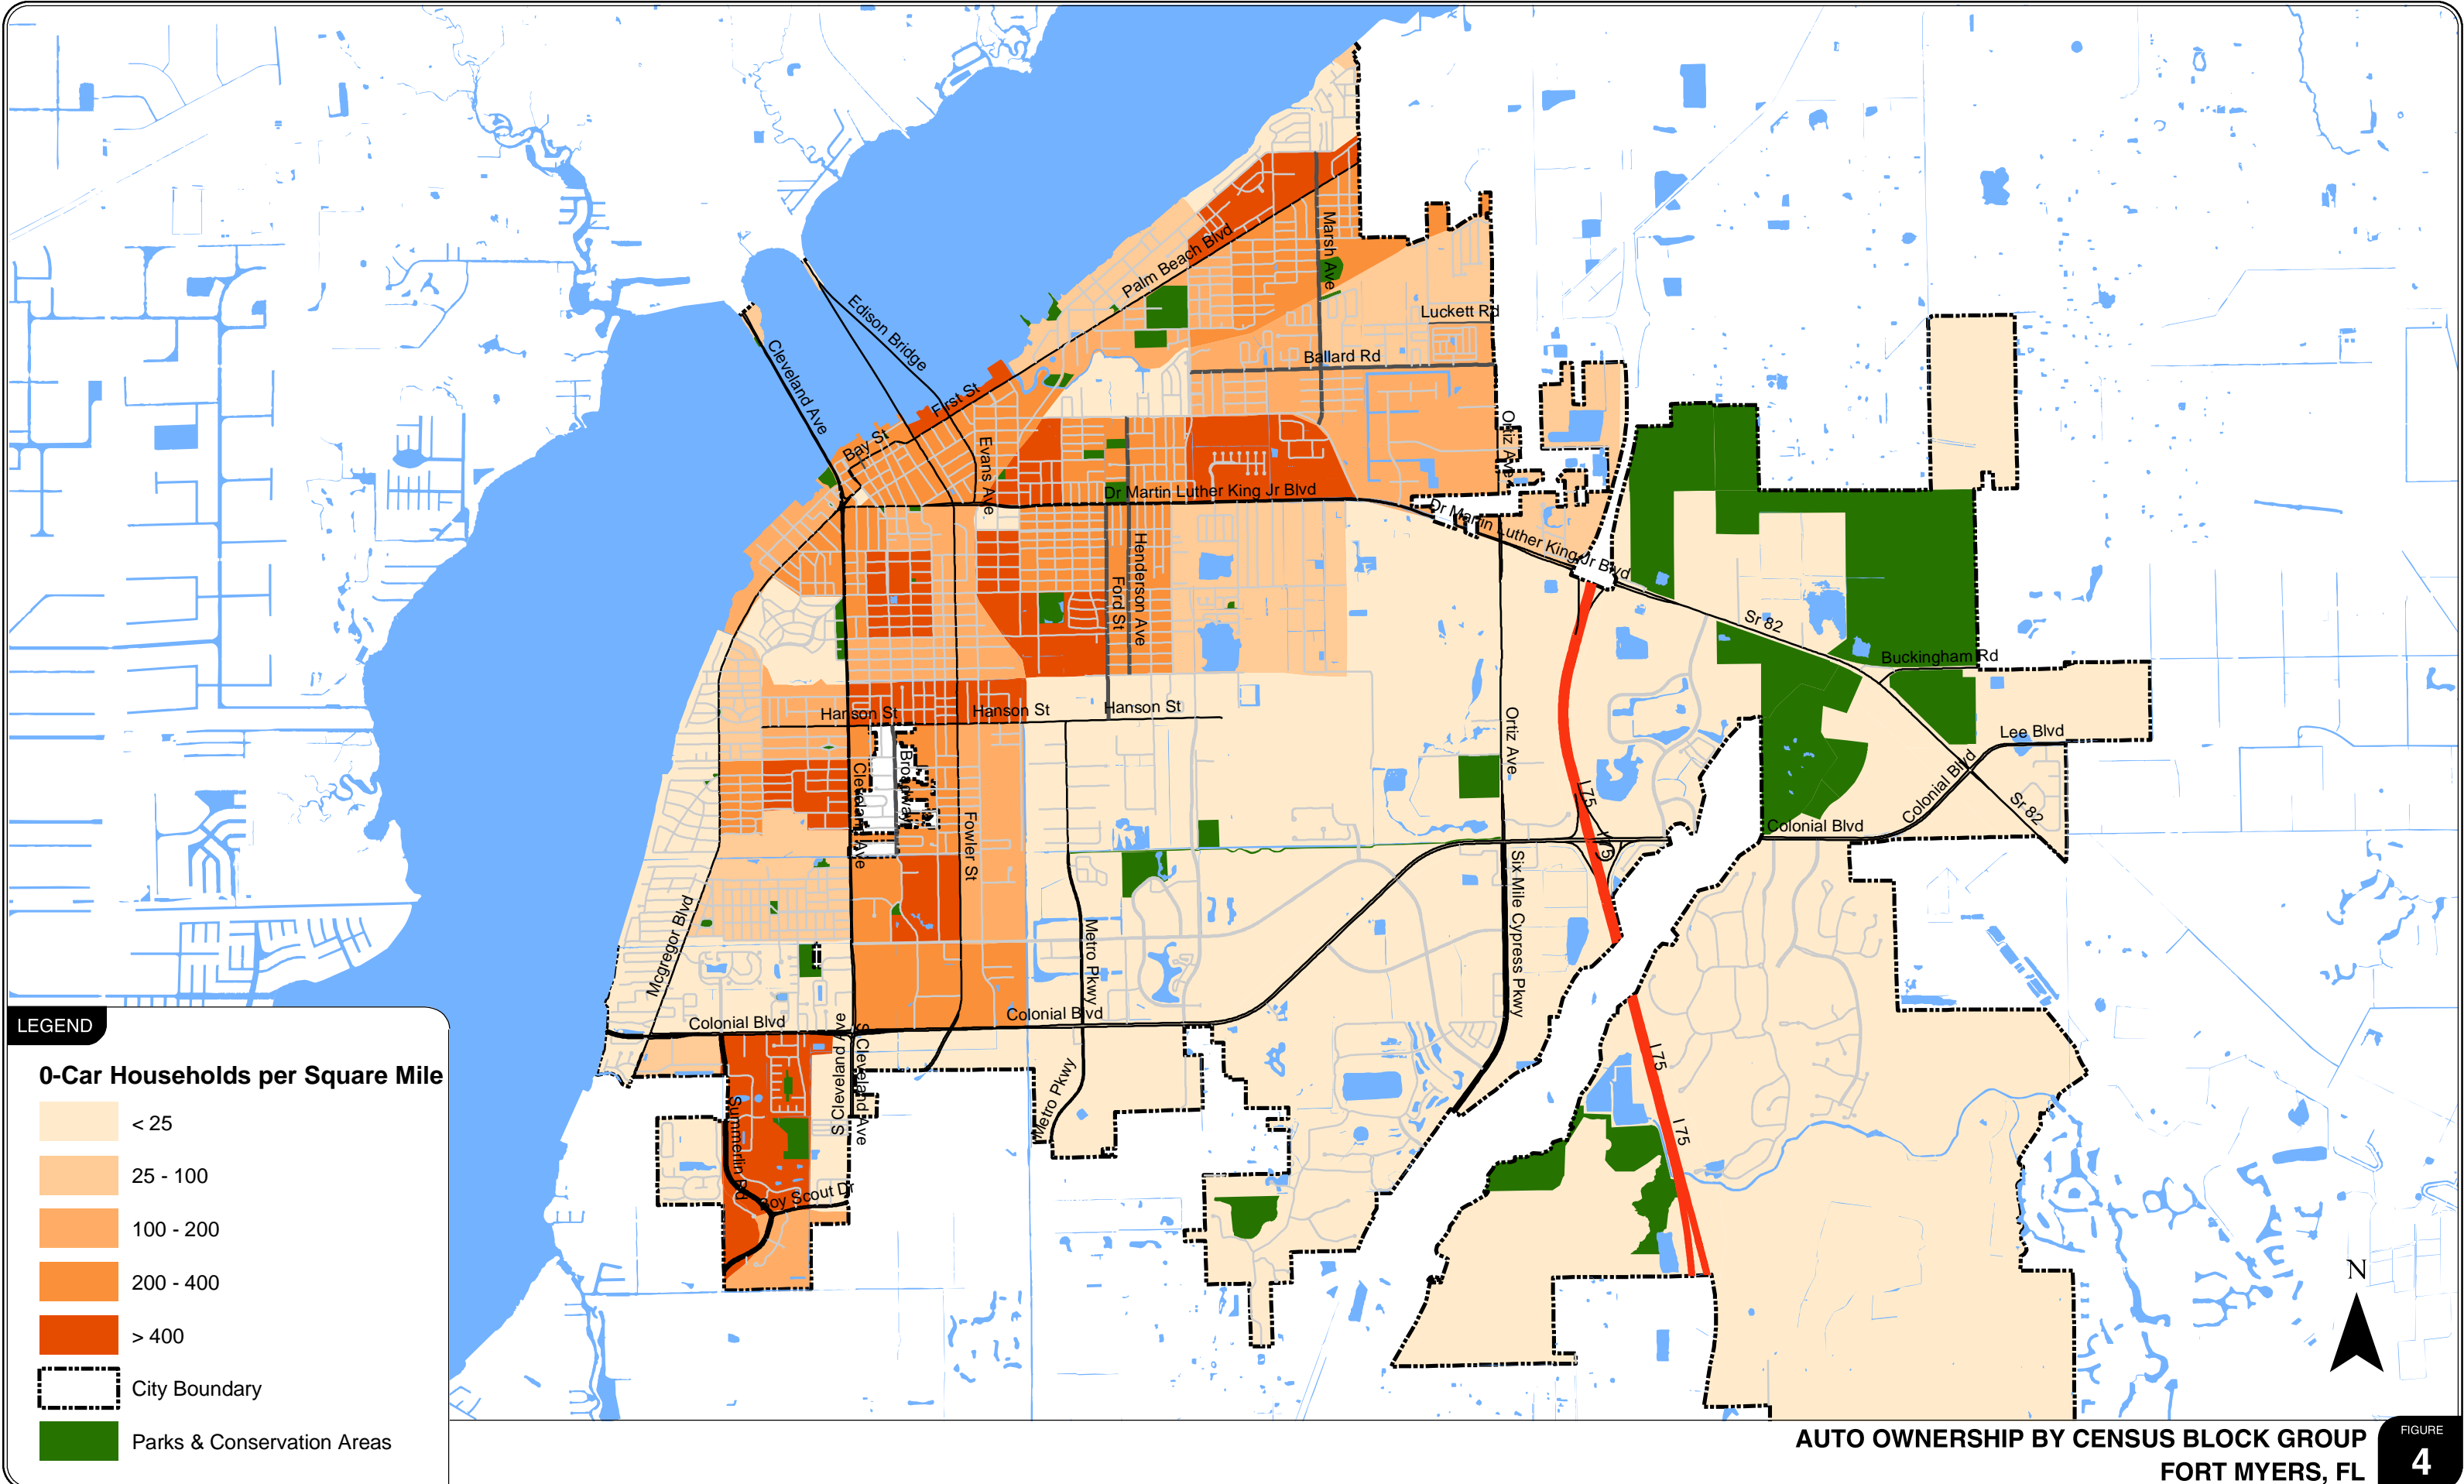 Marsh Ave
Palm Beach Blvd
Edison Bridge
Luckett Rd
Cleveland Ave
Ballard Rd
First St
Bay St
Evans Ave.
Ortiz Ave
Dr Martin Luther King Jr Blvd
Dr Martin Luther King Jr Blvd
Henderson Ave
Ford St
Sr 82
Buckingham Rd
Hanson St
Hanson St
Hanson St
Ortiz Ave
Lee Blvd
Broadway
Cleveland Ave
I 75
Colonial Blvd
Sr 82
Fowler St
Colonial Blvd
I 75
Six Mile Cypress Pkwy
Mcgregor Blvd
Metro Pkwy
Colonial Blvd
Colonial Blvd
S Cleveland Ave
S Cleveland Ave
I 75
Metro Pkwy
Summerlin Rd
I 75
Boy Scout Dr
LEGEND
0-Car Households per Square Mile
< 25
25 - 100
100 - 200
200 - 400
> 400
City Boundary
Parks & Conservation Areas
N
AUTO OWNERSHIP BY CENSUS BLOCK GROUP
FORT MYERS, FL
FIGURE
4